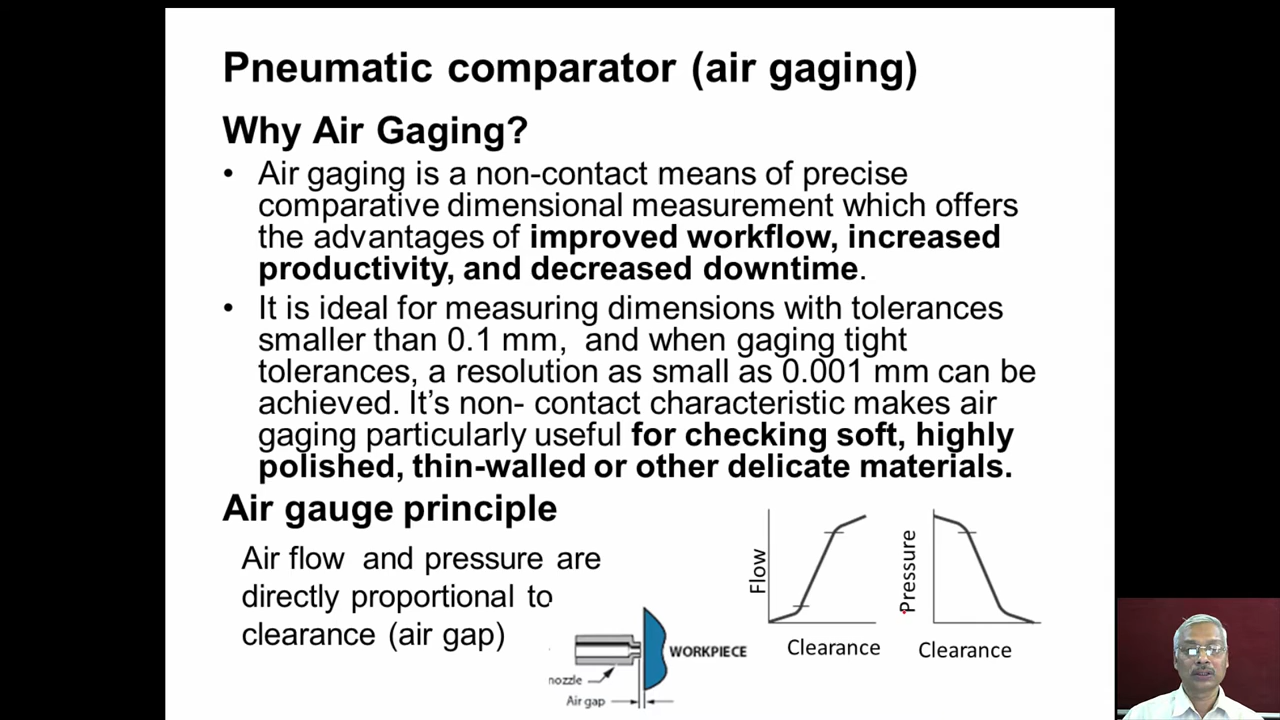 Pneumatic comparator (air gaging)
Why Air Gaging?
• Air gaging is a non-contact means of precise
comparative dimensional measurement which offers
the advantages of improved workflow, increased
productivity, and decreased downtime.
• It is ideal for measuring dimensions with tolerances
smaller than 0.1 mm, and when gaging tight
tolerances, a resolution as small as 0.001 mm can be
achieved. It's non- contact characteristic makes air
gaging particularly useful for checking soft, highly
polished, thin-walled or other delicate materials.
Air gauge principle
Air flow and pressure are
directly proportional to
clearance (air gap)
nozzle
Air gap
WORKPIECE
Flow
Clearance
Pressure
Clearance